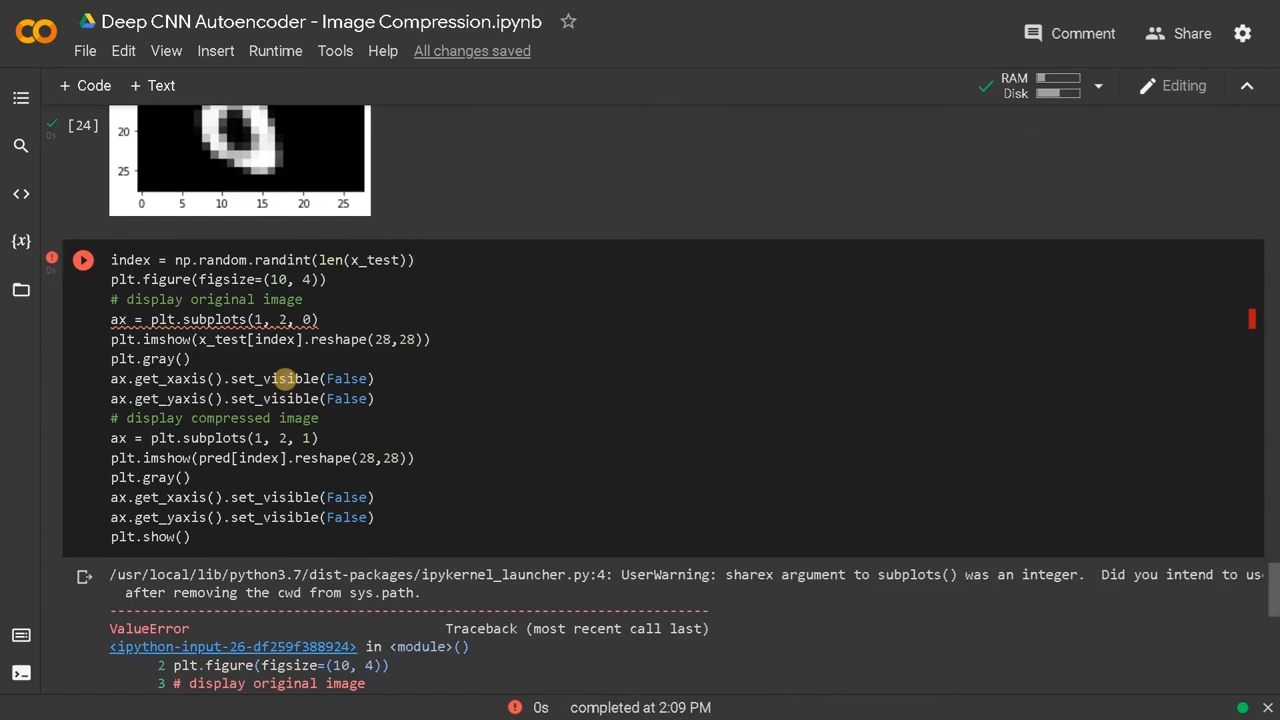 Deep CNN Autoencoder - Image Compression.ipynb
Comment
Share
File Edit View Insert Runtime Tools Help All changes saved
+ Code + Text
RAM
Disk
Editing
[24]
20
25
0 5 10 15 20 25
index = np.random.randint(len(x_test))
plt.figure(figsize=(10, 4))
# display original image
ax = plt.subplots(1, 2, 0)
plt.imshow(x_test[index].reshape(28,28))
plt.gray()
ax.get_xaxis().set_visible(False)
ax.get_yaxis().set_visible(False)
# display compressed image
ax = plt.subplots(1, 2, 1)
plt.imshow(pred[index].reshape(28,28))
plt.gray()
ax.get_xaxis().set_visible(False)
ax.get_yaxis().set_visible(False)
plt.show()
/usr/local/lib/python3.7/dist-packages/ipykernel_launcher.py:4: UserWarning: sharex argument to subplots() was an integer. Did you intend to us
after removing the cwd from sys.path.
---------------------------------------------------------------------------
ValueError Traceback (most recent call last)
<ipython-input-26-df259f388924> in <module>()
2 plt.figure(figsize=(10, 4))
3 # display original image
0s completed at 2:09 PM